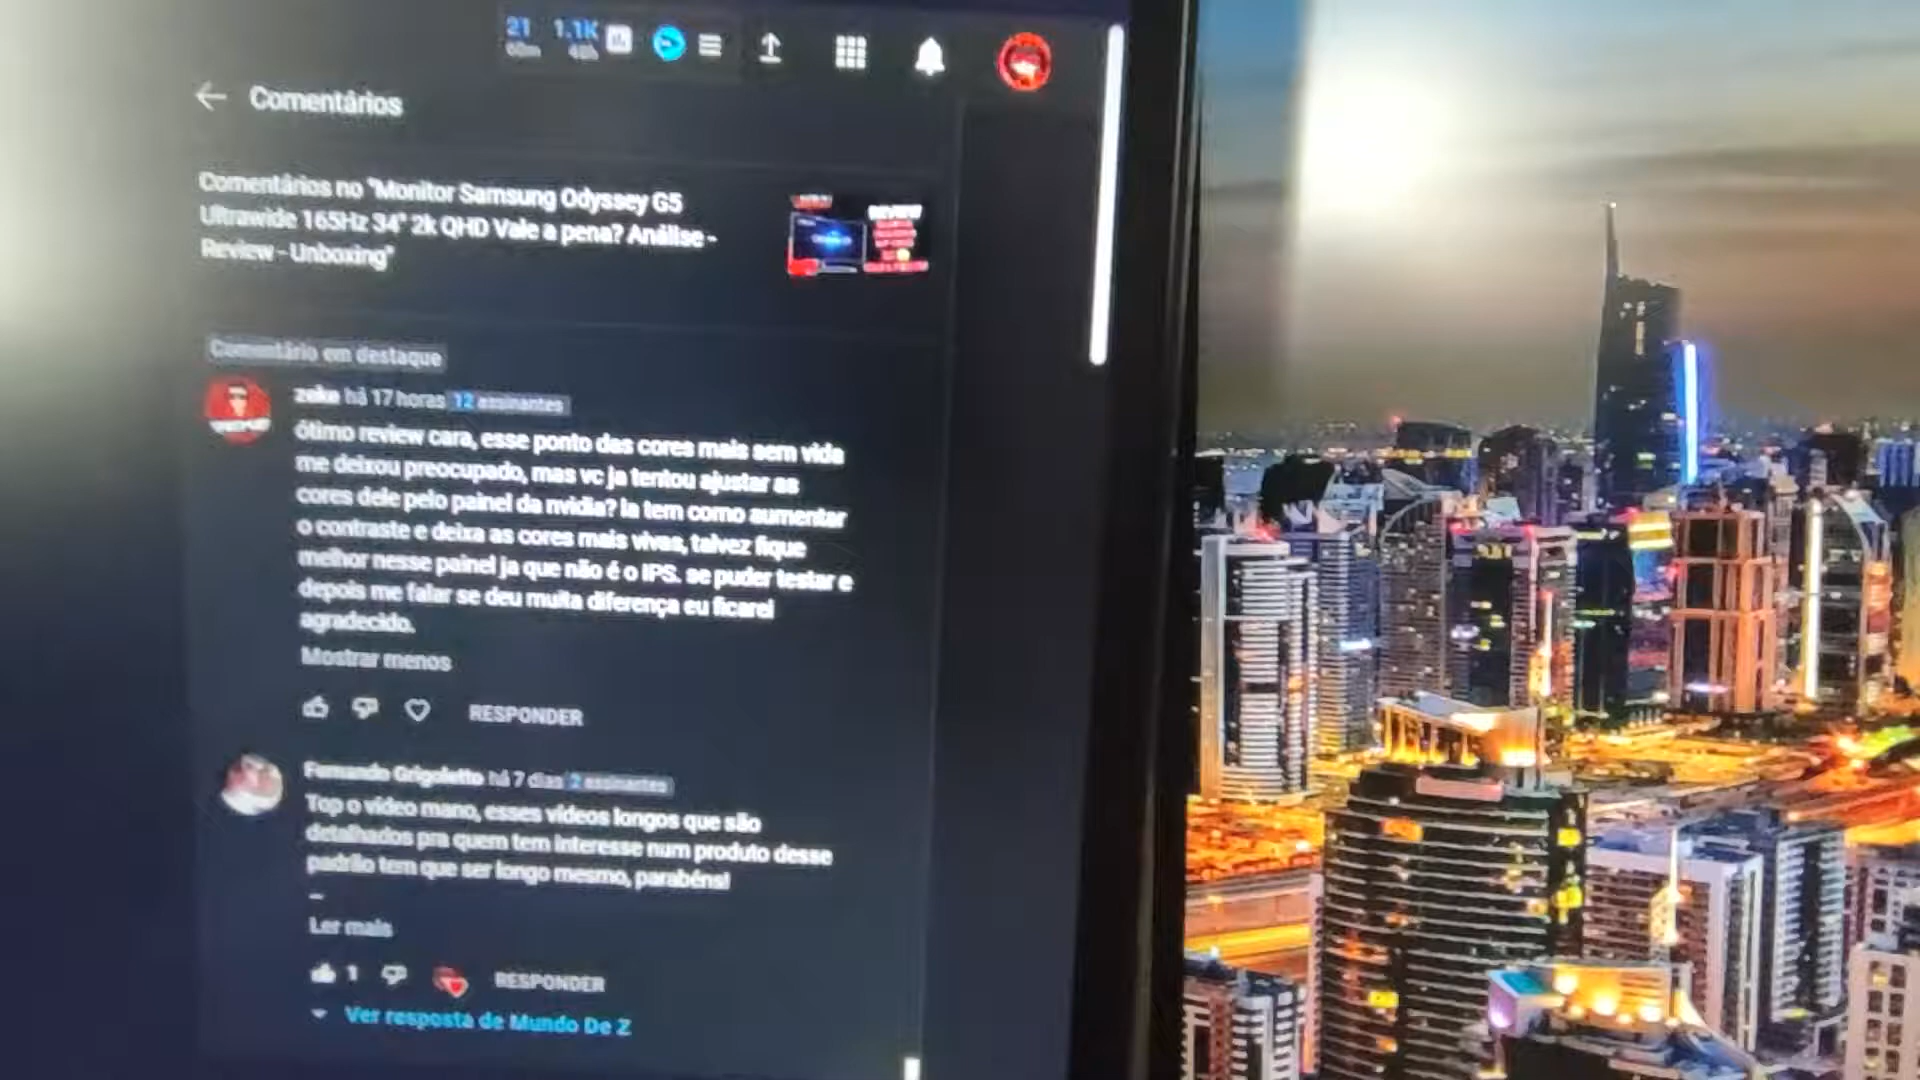 21 1.1K
60m 48h
Comentários
Comentários no "Monitor Samsung Odyssey G5
Ultrawide 165Hz 34" 2k QHD Vale a pena? Análise -
Review - Unboxing"
REVIEW
Comentário em destaque
zeke há 17 horas 12 assinantes
ótimo review cara, esse ponto das cores mais sem vida
me deixou preocupado, mas vc ja tentou ajustar as
cores dele pelo painel da nvidia? la tem como aumentar
o contraste e deixa as cores mais vivas, talvez fique
melhor nesse painel ja que não é o IPS. se puder testar e
depois me falar se deu muita diferença eu ficarei
agradecido.
Mostrar menos
RESPONDER
Fernando Grigoletto há 7 dias 2 assinantes
Top o vídeo mano, esses vídeos longos que são
detalhados pra quem tem interesse num produto desse
padrão tem que ser longo mesmo, parabéns!
Ler mais
1 RESPONDER
Ver resposta de Mundo De Z